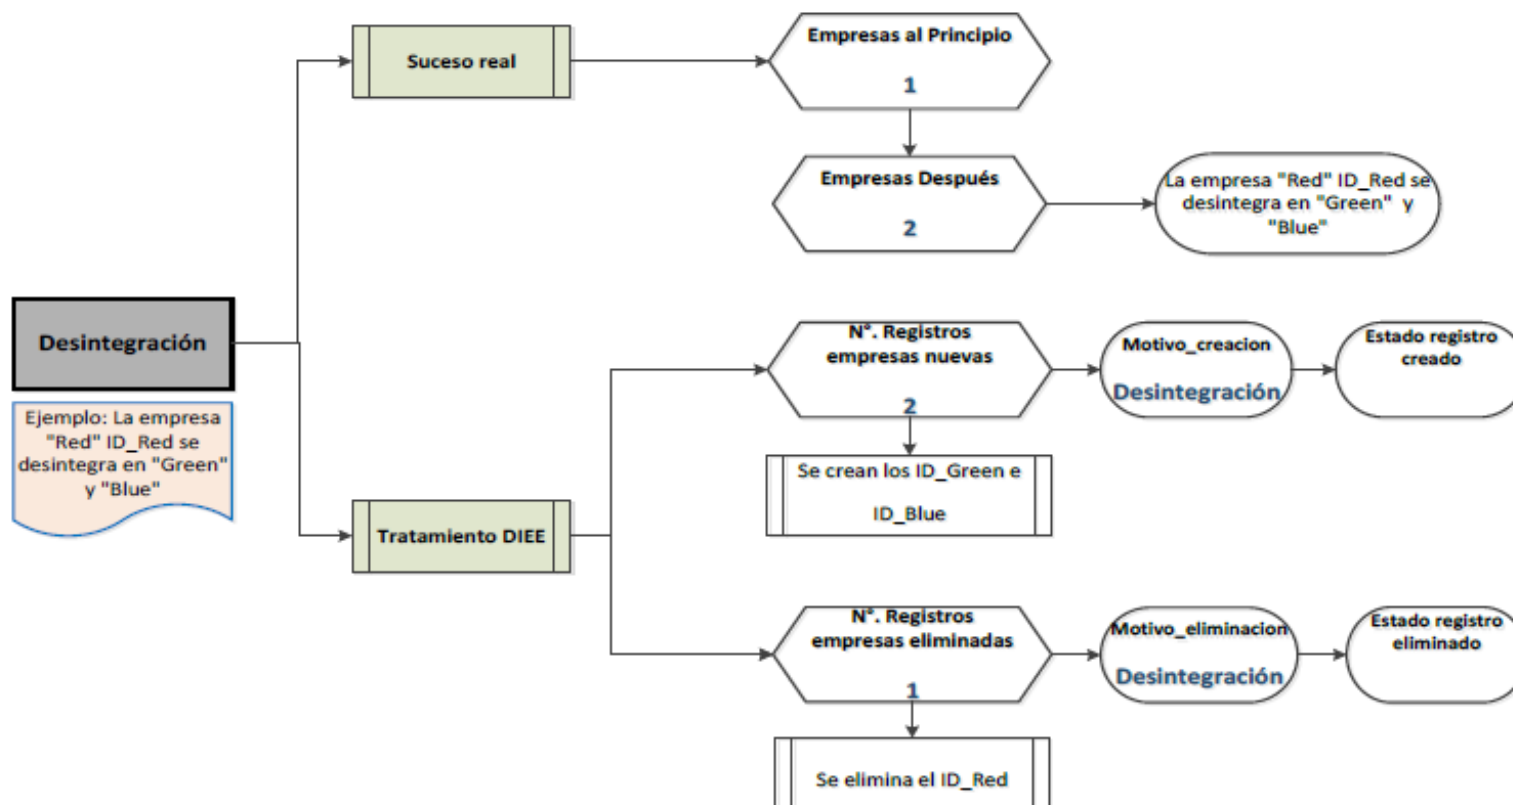 Suceso real
Empresas al Principio
1
Empresas Después
2
La empresa "Red" ID_Red se
desintegra en "Green" y
"Blue"
Desintegración
Ejemplo: La empresa
"Red" ID_Red se
desintegra en "Green"
y "Blue"
Tratamiento DIEE
N°. Registros
empresas nuevas
2
Motivo_creacion
Desintegración
Estado registro
creado
Se crean los ID_Green e
ID_Blue
N°. Registros
empresas eliminadas
1
Motivo_eliminacion
Desintegración
Estado registro
eliminado
Se elimina el ID_Red